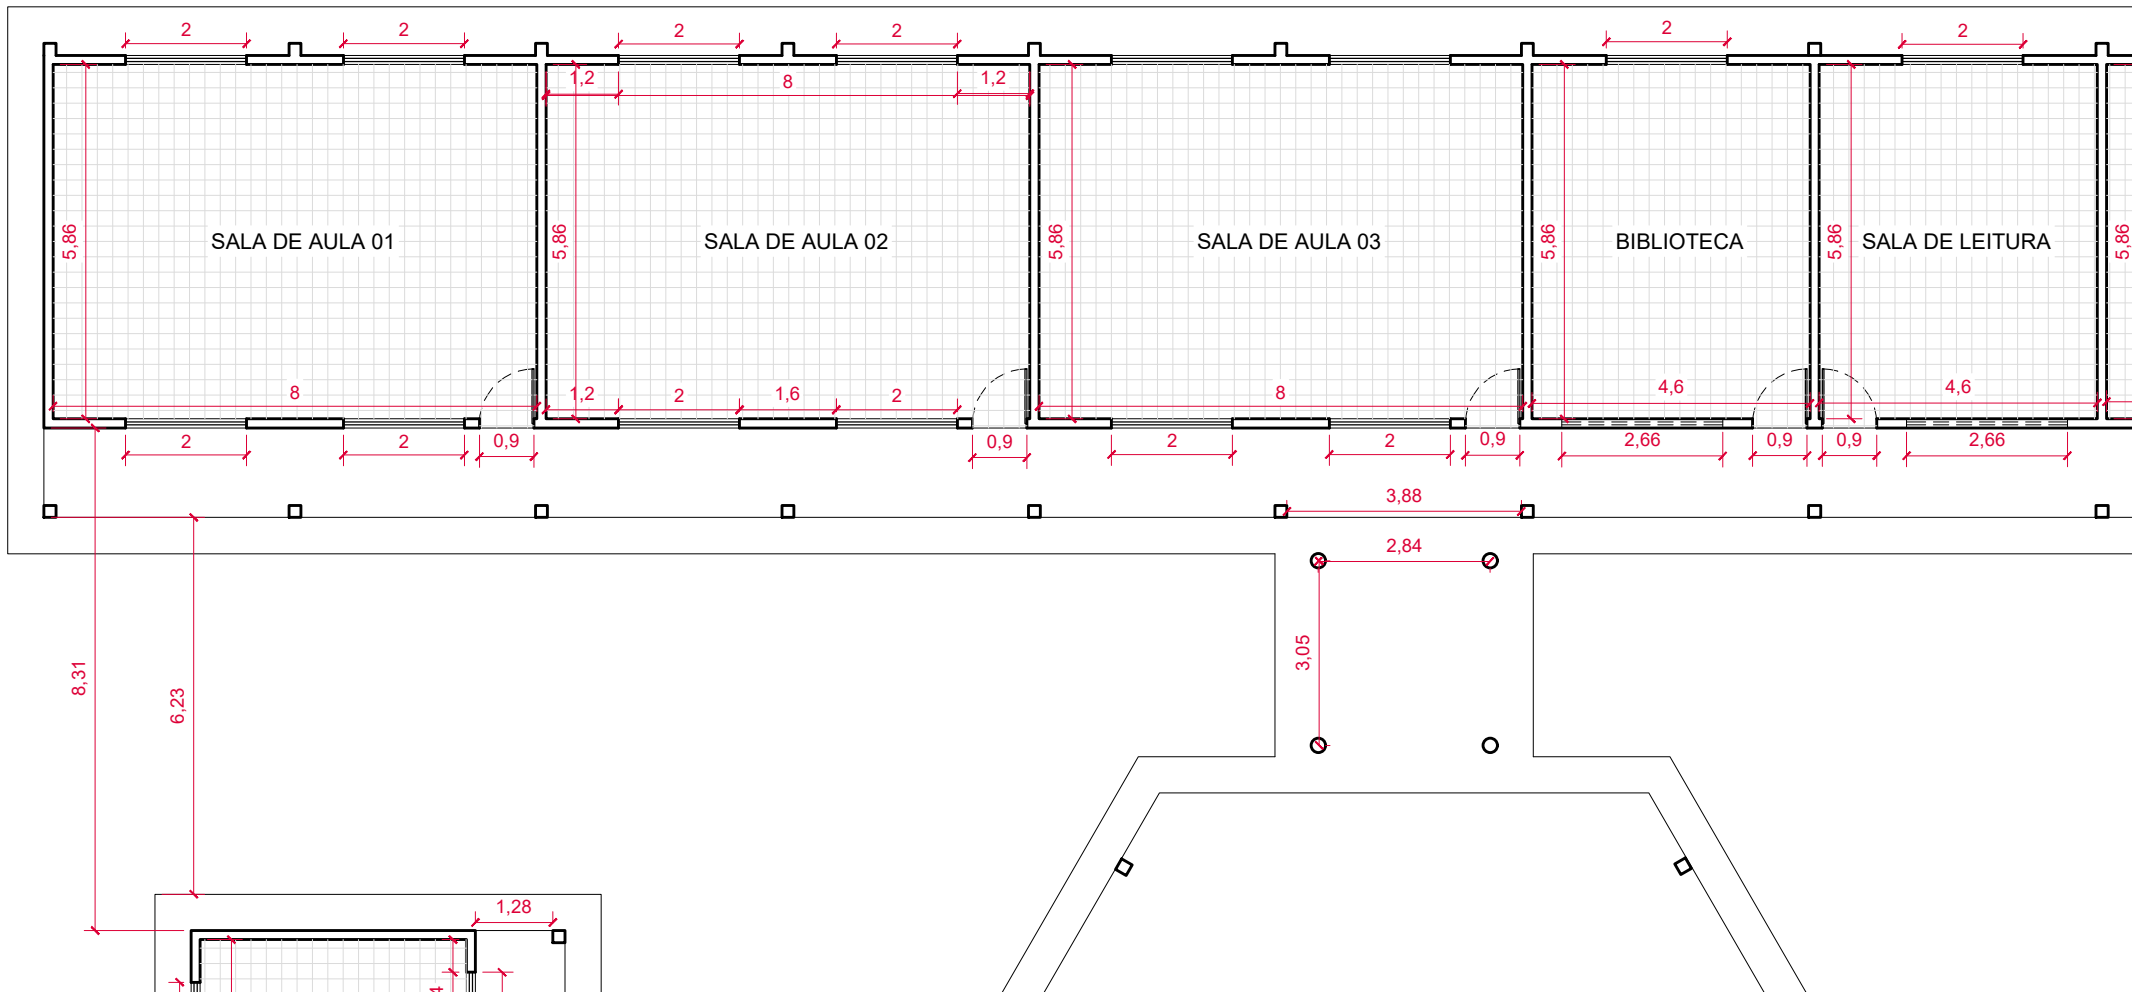 2 2 2 2 2 2
1,2 8 1,2
5,86 5,86 5,86 5,86 5,86 5,86
SALA DE AULA 01 SALA DE AULA 02 SALA DE AULA 03 BIBLIOTECA SALA DE LEITURA
8 1,2 2 1,6 2 8 4,6 4,6
2 2 0,9 0,9 2 2 0,9 2,66 0,9 0,9 2,66
3,88
2,84
3,05
8,31
6,23
1,28